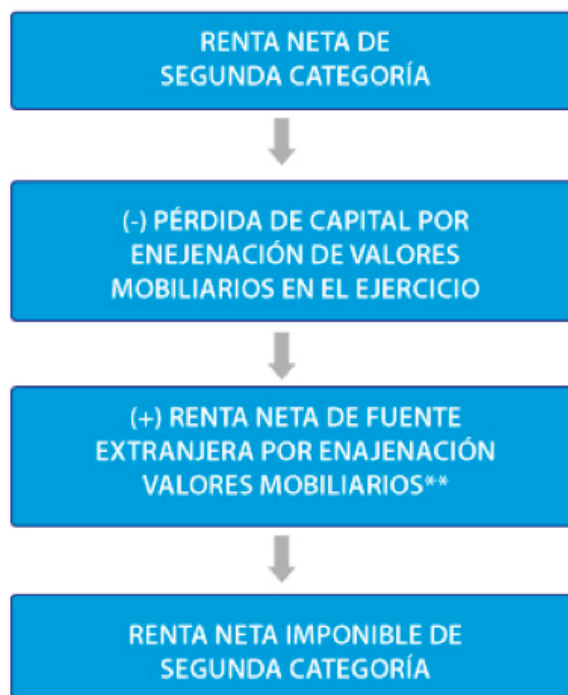 RENTA NETA DE
SEGUNDA CATEGORÍA
(-) PÉRDIDA DE CAPITAL POR
ENEJENACIÓN DE VALORES
MOBILIARIOS EN EL EJERCICIO
(+) RENTA NETA DE FUENTE
EXTRANJERA POR ENAJENACIÓN
VALORES MOBILIARIOS**
RENTA NETA IMPONIBLE DE
SEGUNDA CATEGORÍA